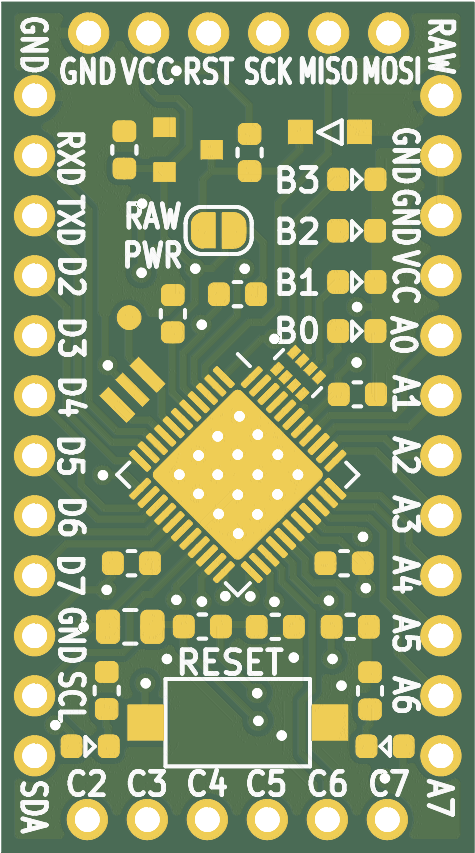 GND
RAW
GND VCC RST SCK MISO MOSI
RXD
GND
TXD
GND
D2
VCC
D3
A0
D4
A1
D5
A2
D6
A3
D7
A4
GND
A5
SCL
A6
SDA
A7
B3
RAW
PWR
B2
B1
B0
RESET
C2 C3 C4 C5 C6 C7